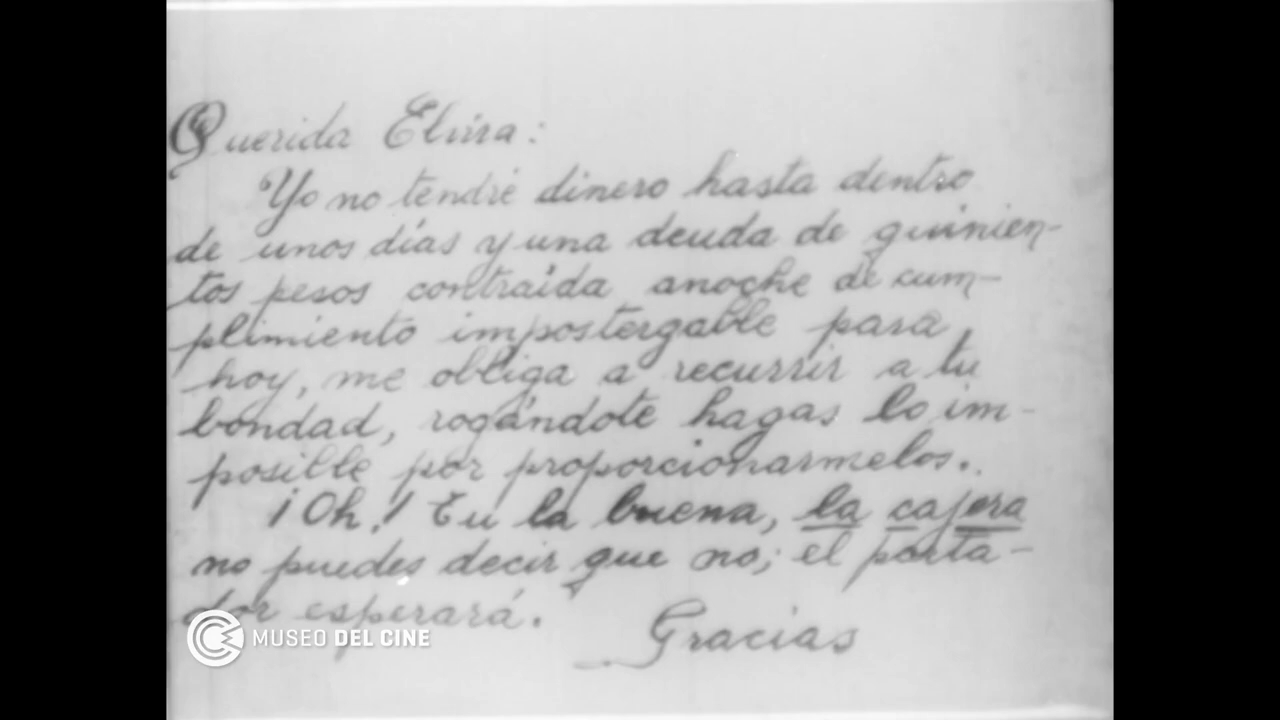 Querida Elvira:
Yo no tendré dinero hasta dentro
de unos días y una deuda de quinien-
tos pesos contraída anoche de cum-
plimiento impostergable para
hoy, me obliga a recurrir a tu
bondad, rogándote hagas lo im-
posible por proporcionarmelos.
¡Oh! Tu la buena, la cajera
no puedes decir que no; el porta-
dor esperará.
Gracias
MUSEO DEL CINE